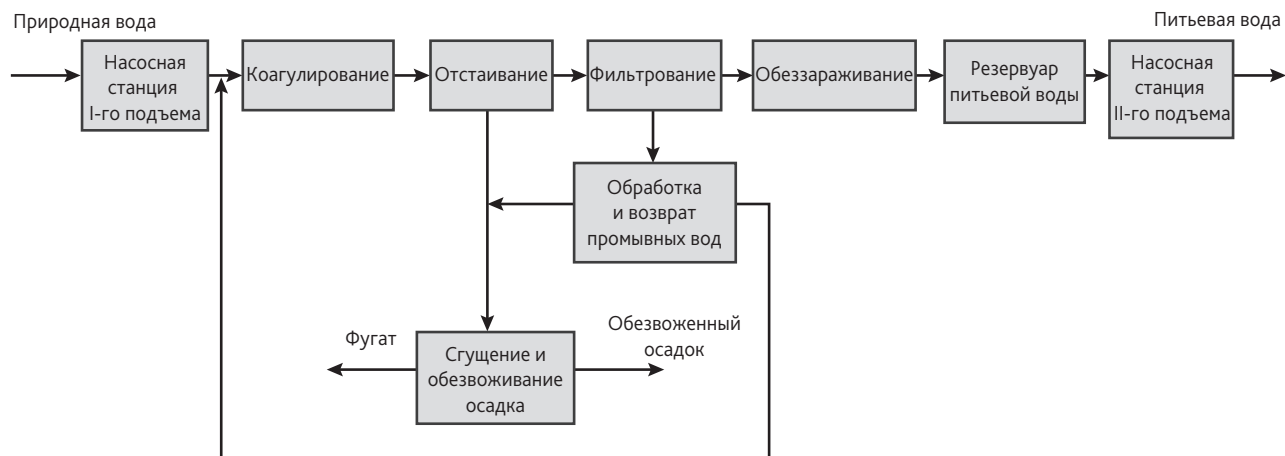 Природная вода
Питьевая вода
Насосная
станция
I-го подъема
Коагулирование
Отстаивание
Фильтрование
Обеззараживание
Резервуар
питьевой воды
Насосная
станция
II-го подъема
Обработка
и возврат
промывных вод
Фугат
Сгущение и
обезвоживание
осадка
Обезвоженный
осадок